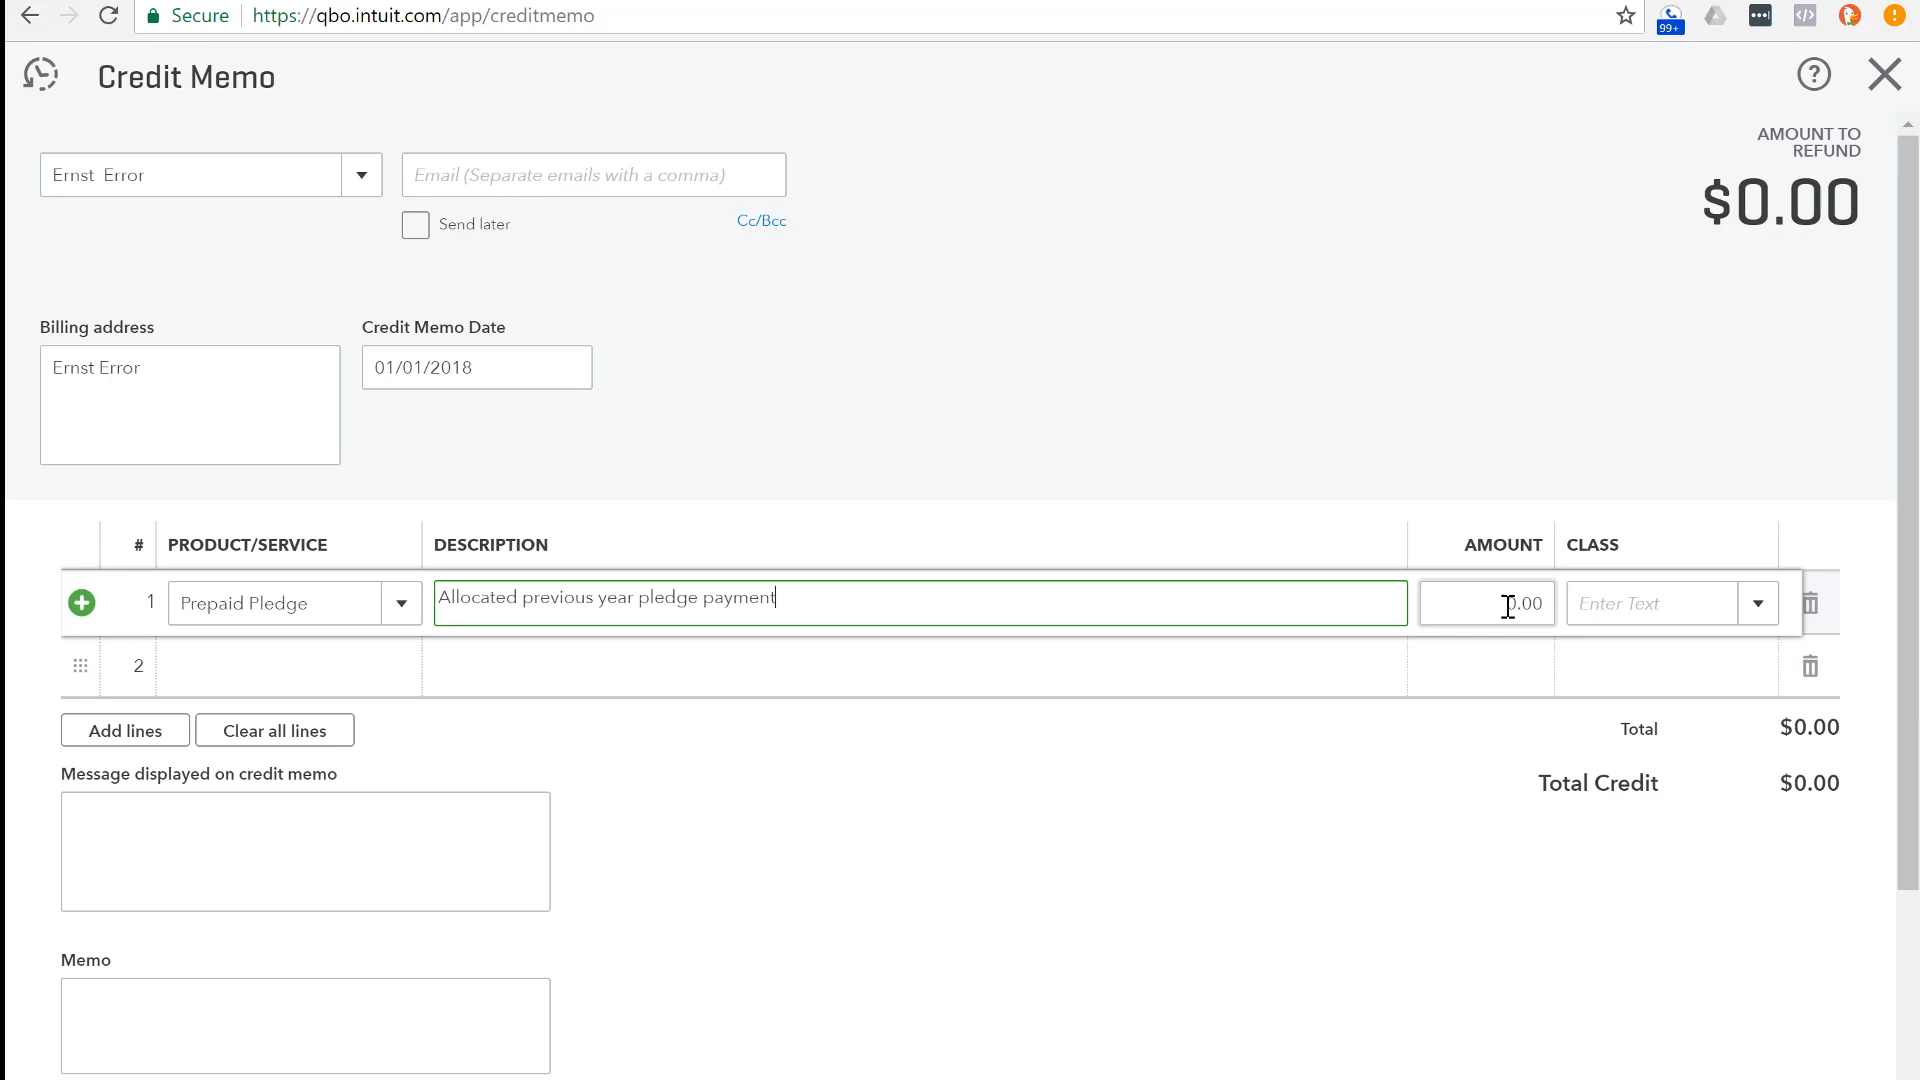 Secure
https://qbo.intuit.com/app/creditmemo
99+
Credit Memo
?
AMOUNT TO
REFUND
Ernst Error
Email (Separate emails with a comma)
$0.00
Send later
Cc/Bcc
Billing address
Credit Memo Date
Ernst Error
01/01/2018
# PRODUCT/SERVICE DESCRIPTION AMOUNT CLASS
1 Prepaid Pledge Allocated previous year pledge payment 0.00 Enter Text
2
Add lines Clear all lines
Total $0.00
Message displayed on credit memo
Total Credit $0.00
Memo